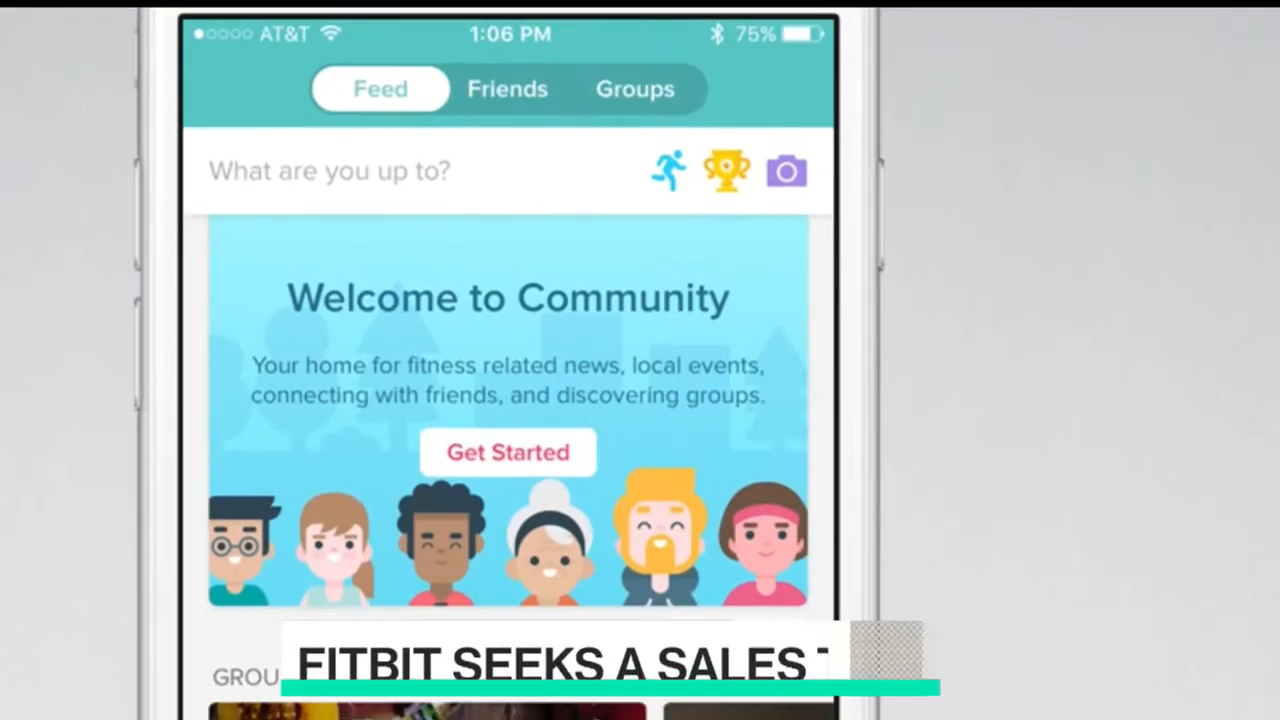 AT&T 1:06 PM 75%
Feed Friends Groups
What are you up to?
Welcome to Community
Your home for fitness related news, local events,
connecting with friends, and discovering groups.
Get Started
GROU
FITBIT SEEKS A SALES